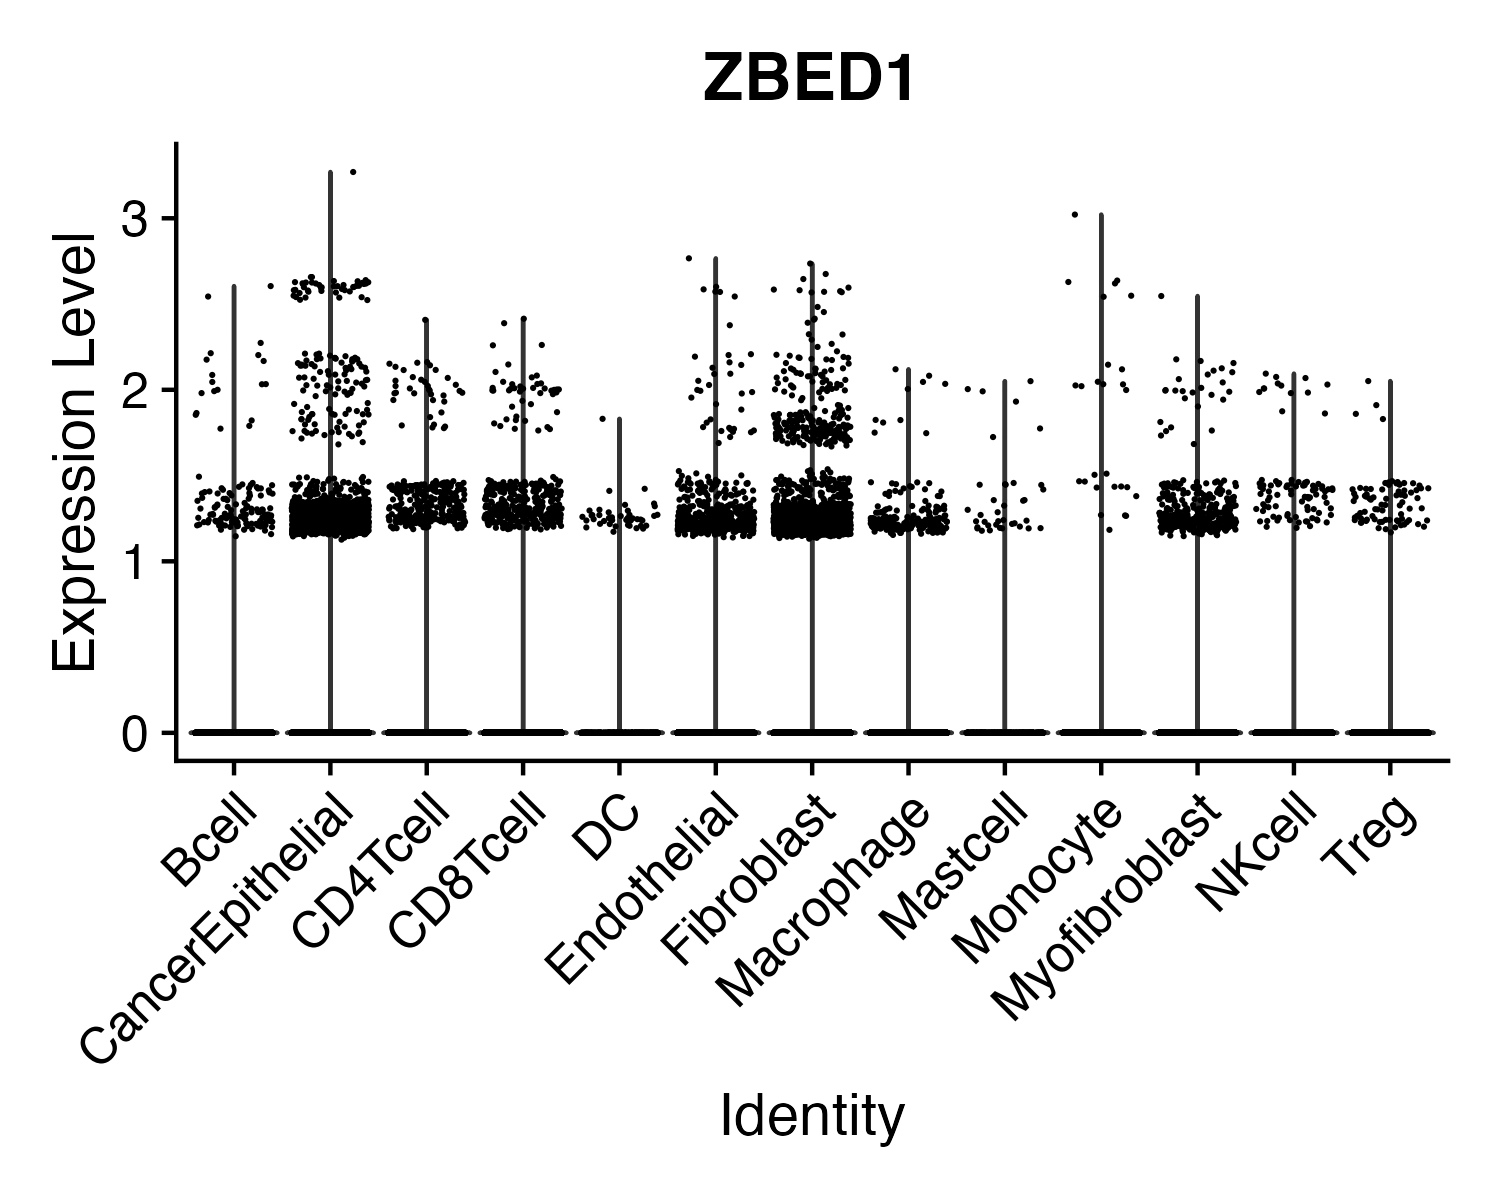 ZBED1
Expression Level
3
2
1
0
Bcell
CancerEpithelial
CD4Tcell
CD8Tcell
DC
Endothelial
Fibroblast
Macrophage
Mastcell
Monocyte
Myofibroblast
NKcell
Treg
Identity